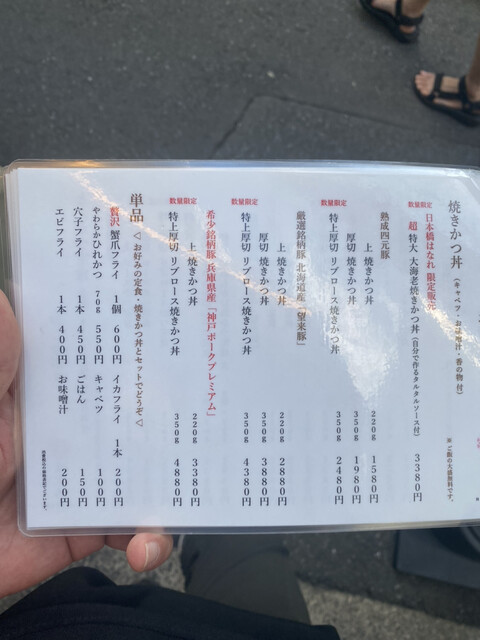 焼きかつ丼（キャベツ・お味噌汁・香の物 付）
※ご飯の大盛無料です。
日本橋はなれ 限定販売
数量限定 超 特大 大海老焼きかつ丼（自分で作るタルタルソース付） 3380円
熟成四元豚
上 焼きかつ丼 220g 1580円
厚切 焼きかつ丼 350g 1980円
数量限定 特上厚切 リブロース焼きかつ丼 350g 2480円
厳選銘柄豚 北海道産「望来豚」
上 焼きかつ丼 220g 2880円
厚切 焼きかつ丼 350g 3880円
数量限定 特上厚切 リブロース焼きかつ丼 350g 4380円
希少銘柄豚 兵庫県産「神戸ポークプレミアム」
上 焼きかつ丼 220g 3380円
数量限定 特上厚切 リブロース焼きかつ丼 350g 4880円
単品 ◁ お好みの定食・焼きかつ丼とセットでどうぞ ◁
贅沢 蟹爪フライ 1個 600円 イカフライ 1本 200円
やわらかひれかつ 70g 550円 キャベツ 100円
穴子フライ 1本 450円 ごはん 150円
エビフライ 1本 400円 お味噌汁 200円